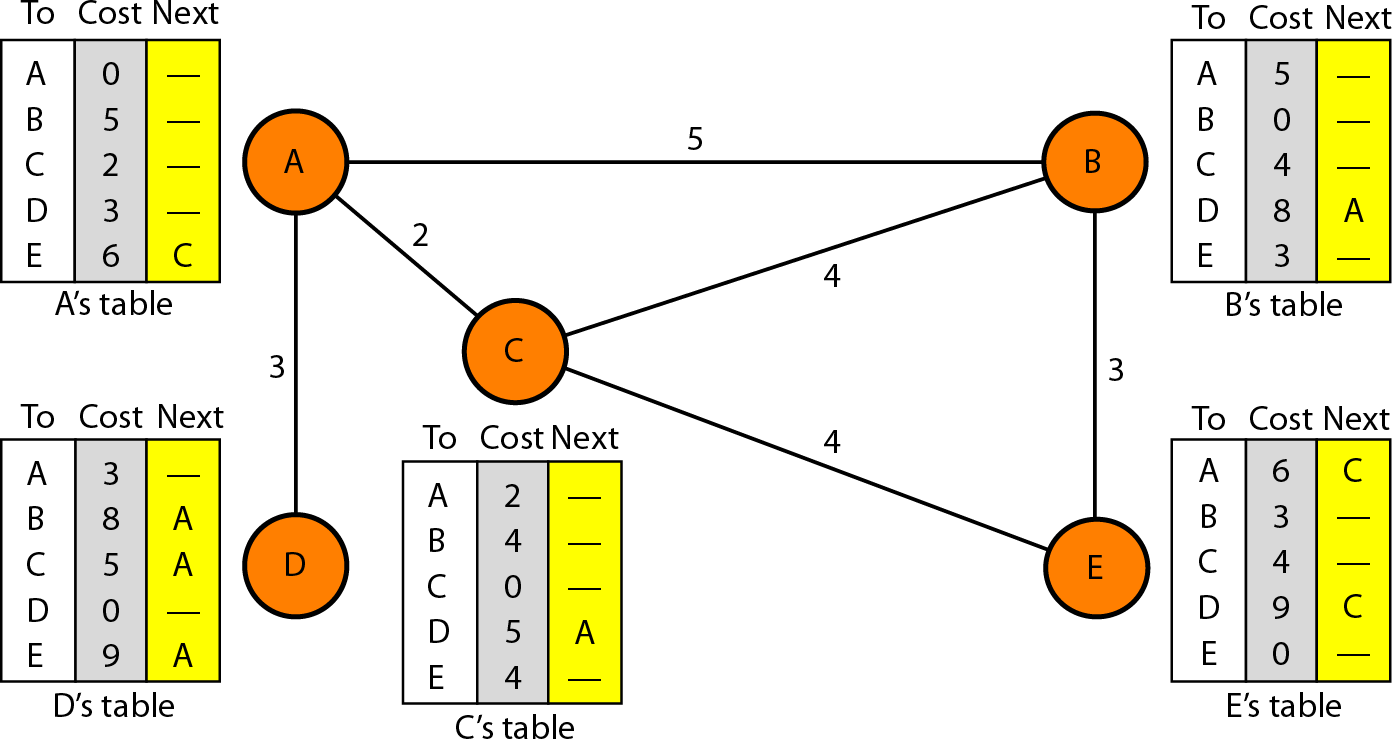 To Cost Next
A 0 —
B 5 —
C 2 —
D 3 —
E 6 C
A’s table
To Cost Next
A 5 —
B 0 —
C 4 —
D 8 A
E 3 —
B’s table
A
5
B
2
4
C
3
3
4
D
E
To Cost Next
A 3 —
B 8 A
C 5 A
D 0 —
E 9 A
D’s table
To Cost Next
A 2 —
B 4 —
C 0 —
D 5 A
E 4 —
C’s table
To Cost Next
A 6 C
B 3 —
C 4 —
D 9 C
E 0 —
E’s table